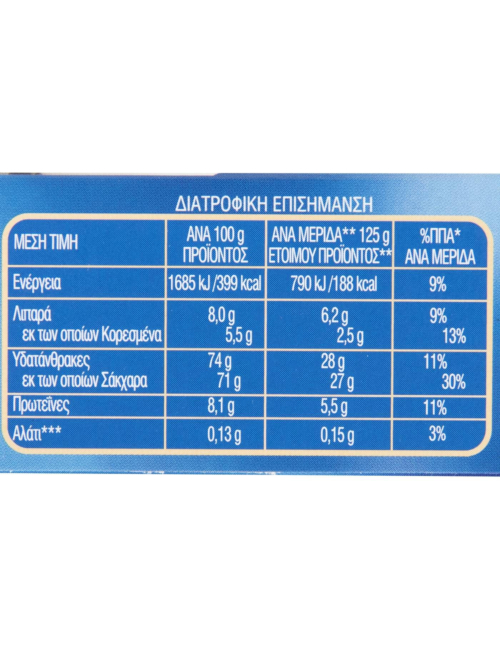 ΔΙΑΤΡΟΦΙΚΗ ΕΠΙΣΗΜΑΝΣΗ
ΜΕΣΗ ΤΙΜΗ ΑΝΑ 100 g ΠΡΟΪΟΝΤΟΣ ΑΝΑ ΜΕΡΙΔΑ** 125 g ΕΤΟΙΜΟΥ ΠΡΟΪΟΝΤΟΣ** %ΠΠΑ* ΑΝΑ ΜΕΡΙΔΑ
Ενέργεια 1685 kJ /399 kcal 790 kJ /188 kcal 9%
Λιπαρά 8,0 g 6,2 g 9%
εκ των οποίων Κορεσμένα 5,5 g 2,5 g 13%
Υδατάνθρακες 74 g 28 g 11%
εκ των οποίων Σάκχαρα 71 g 27 g 30%
Πρωτεΐνες 8,1 g 5,5 g 11%
Αλάτι*** 0,13 g 0,15 g 3%